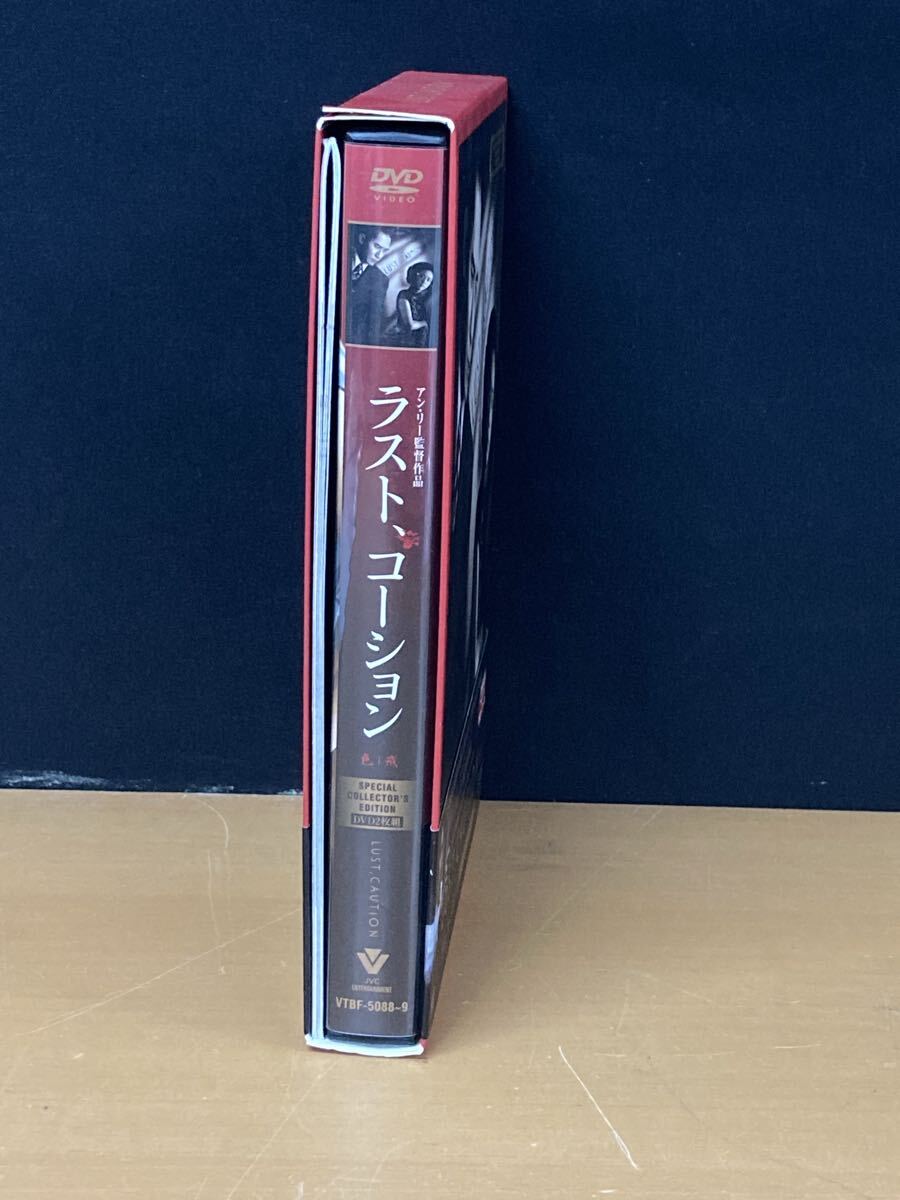 DVD
VIDEO
アン・リー監督作品
ラスト、コーション
色|戒
SPECIAL
COLLECTOR'S
EDITION
DVD2枚組
LUST, CAUTION
JVC
ENTERTAINMENT
VTBF-5088~9